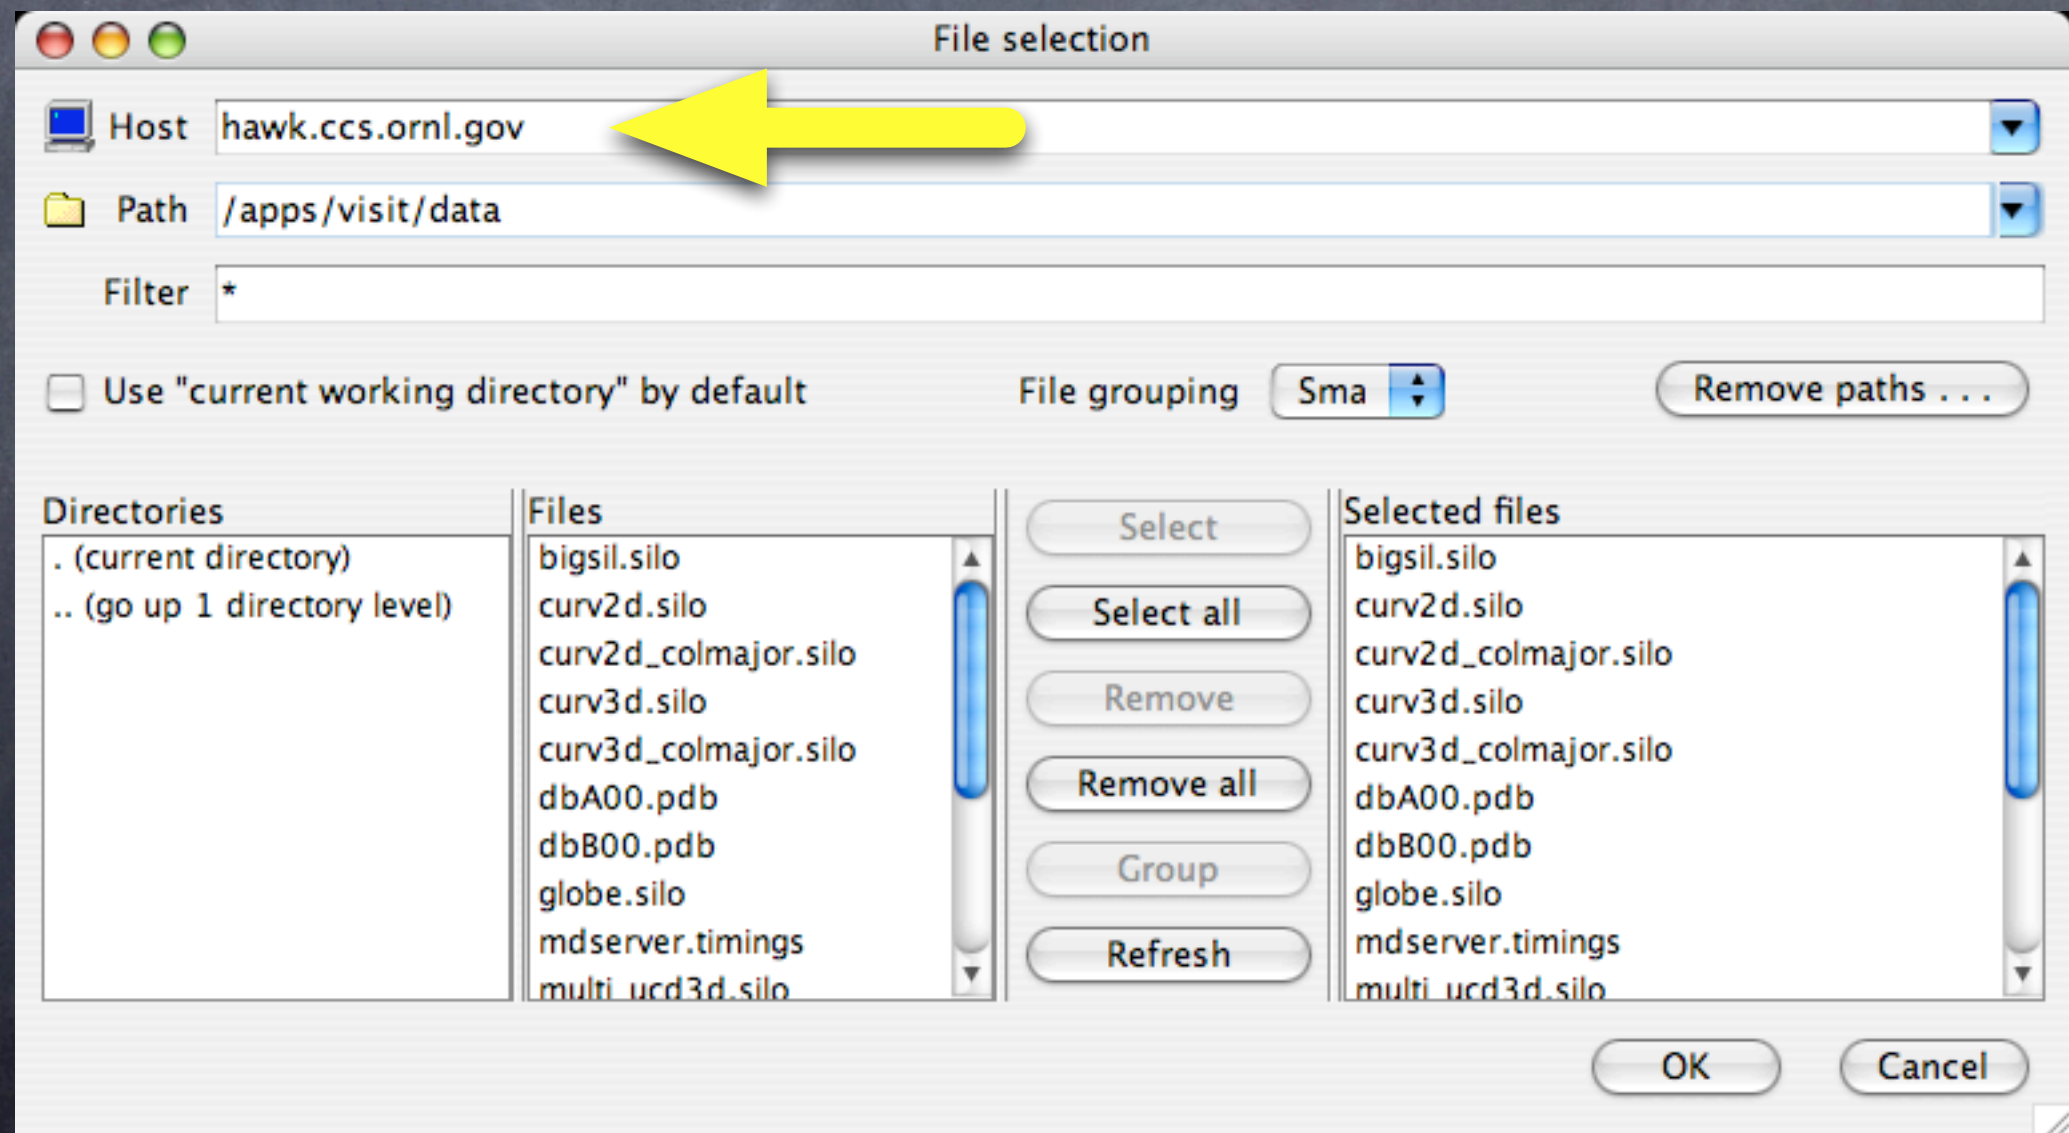 File selection
Host hawk.ccs.ornl.gov
Path /apps/visit/data
Filter *
Use "current working directory" by default File grouping Sma Remove paths . . .
Directories
. (current directory)
.. (go up 1 directory level)
Files
bigsil.silo
curv2d.silo
curv2d_colmajor.silo
curv3d.silo
curv3d_colmajor.silo
dbA00.pdb
dbB00.pdb
globe.silo
mdserver.timings
multi_ucd3d.silo
Select
Select all
Remove
Remove all
Group
Refresh
Selected files
bigsil.silo
curv2d.silo
curv2d_colmajor.silo
curv3d.silo
curv3d_colmajor.silo
dbA00.pdb
dbB00.pdb
globe.silo
mdserver.timings
multi_ucd3d.silo
OK Cancel